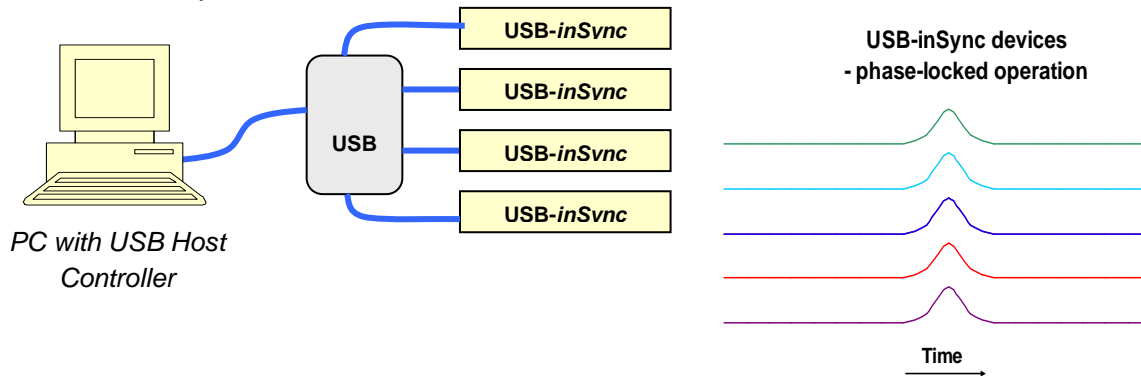 USB-inSync
USB-inSync
USB-inSync
USB-inSync
USB
PC with USB Host
Controller
USB-inSync devices
- phase-locked operation
Time